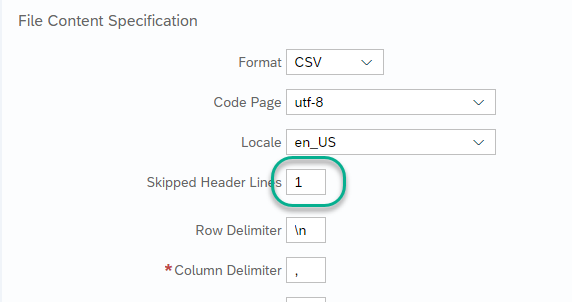 File Content Specification
Format CSV
Code Page utf-8
Locale en_US
Skipped Header Lines 1
Row Delimiter \n
*Column Delimiter ,